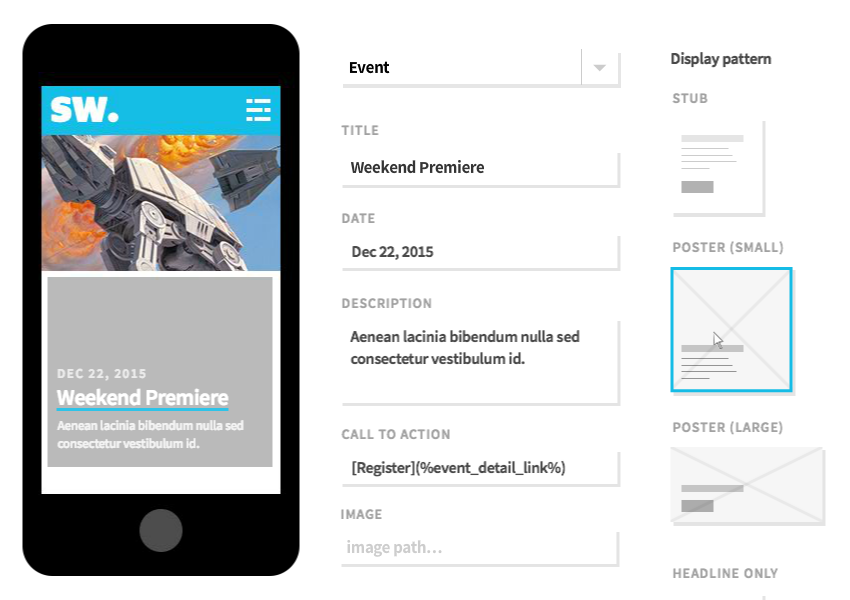 SW.
DEC 22, 2015
Weekend Premiere
Aenean lacinia bibendum nulla sed
consectetur vestibulum id.
Event
TITLE
Weekend Premiere
DATE
Dec 22, 2015
DESCRIPTION
Aenean lacinia bibendum nulla sed
consectetur vestibulum id.
CALL TO ACTION
[Register](%event_detail_link%)
IMAGE
image path...
Display pattern
STUB
POSTER (SMALL)
POSTER (LARGE)
HEADLINE ONLY